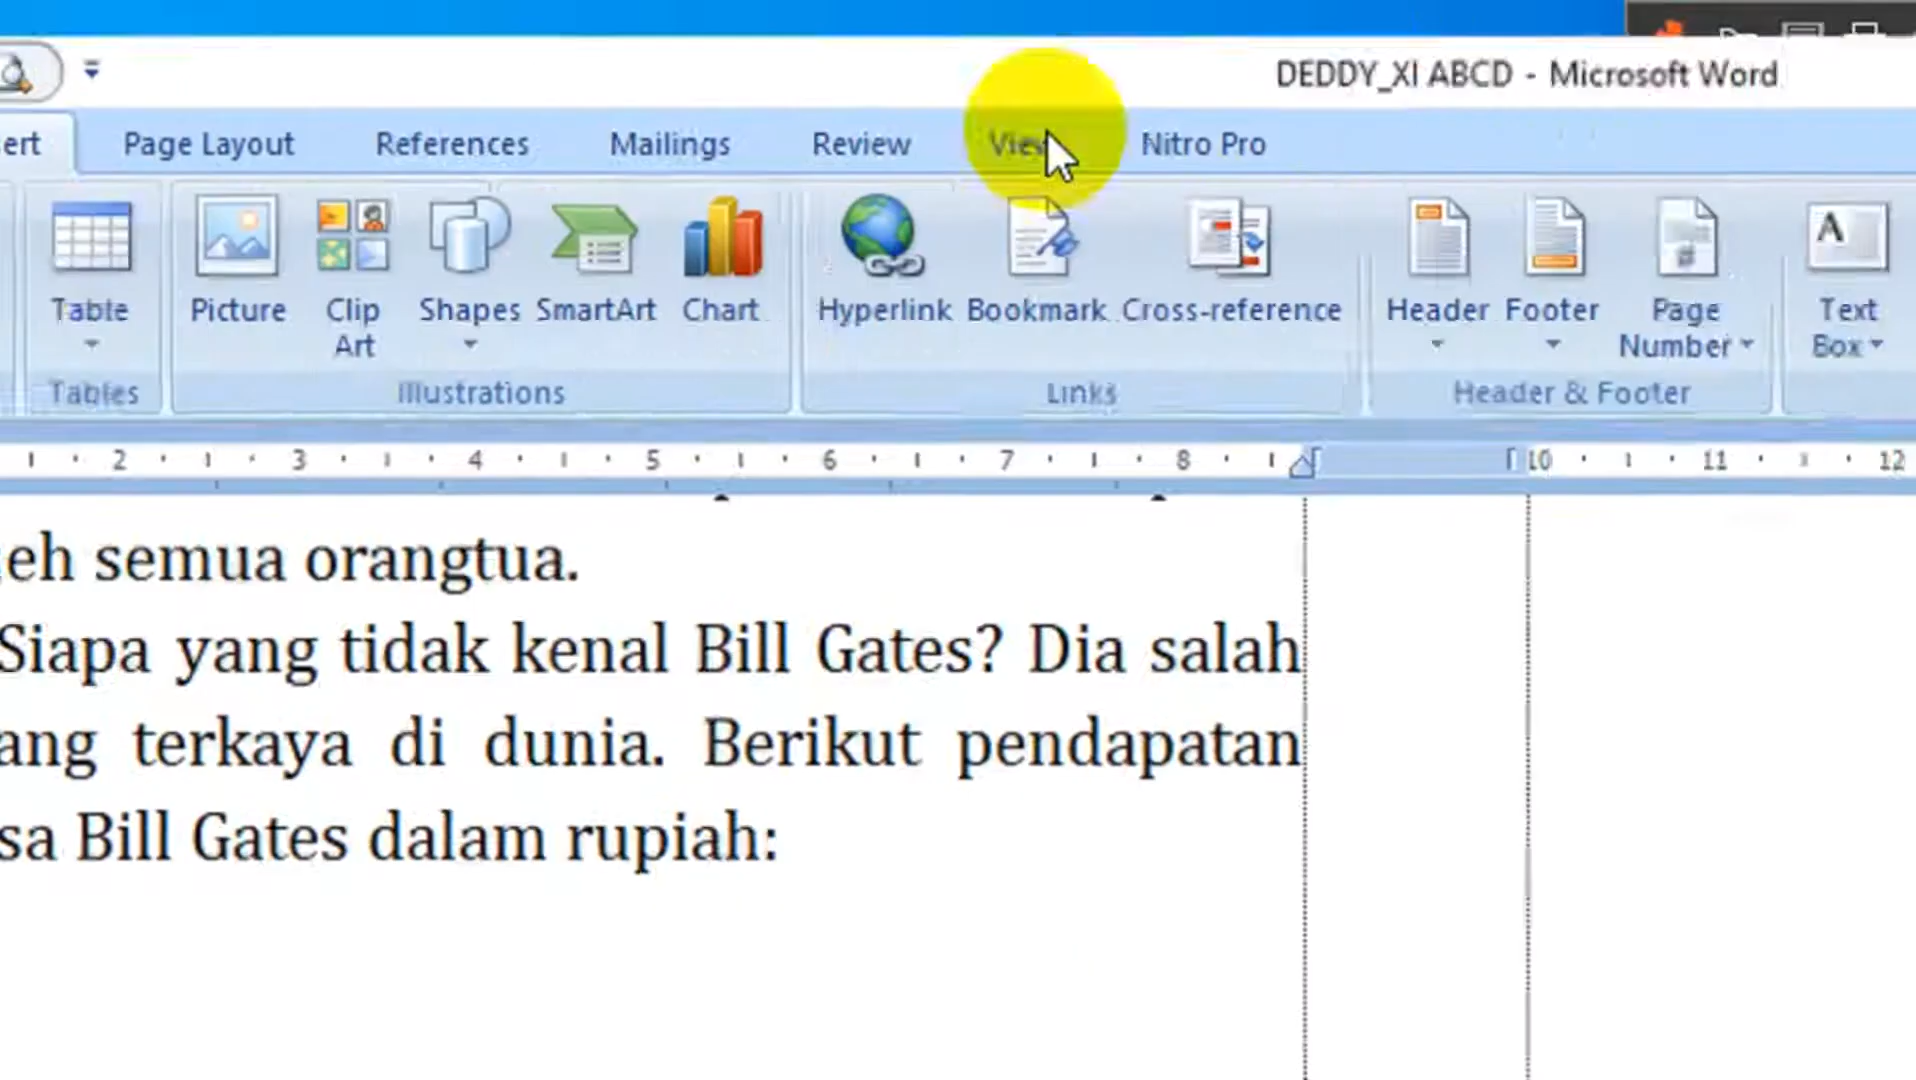 DEDDY_XI ABCD - Microsoft Word
ert Page Layout References Mailings Review View Nitro Pro
Table Picture Clip Art Shapes SmartArt Chart Hyperlink Bookmark Cross-reference Header Footer Page Number Text Box
Tables Illustrations Links Header & Footer
2 3 4 5 6 7 8 10 11 12
eh semua orangtua.
Siapa yang tidak kenal Bill Gates? Dia salah
ang terkaya di dunia. Berikut pendapatan
sa Bill Gates dalam rupiah: